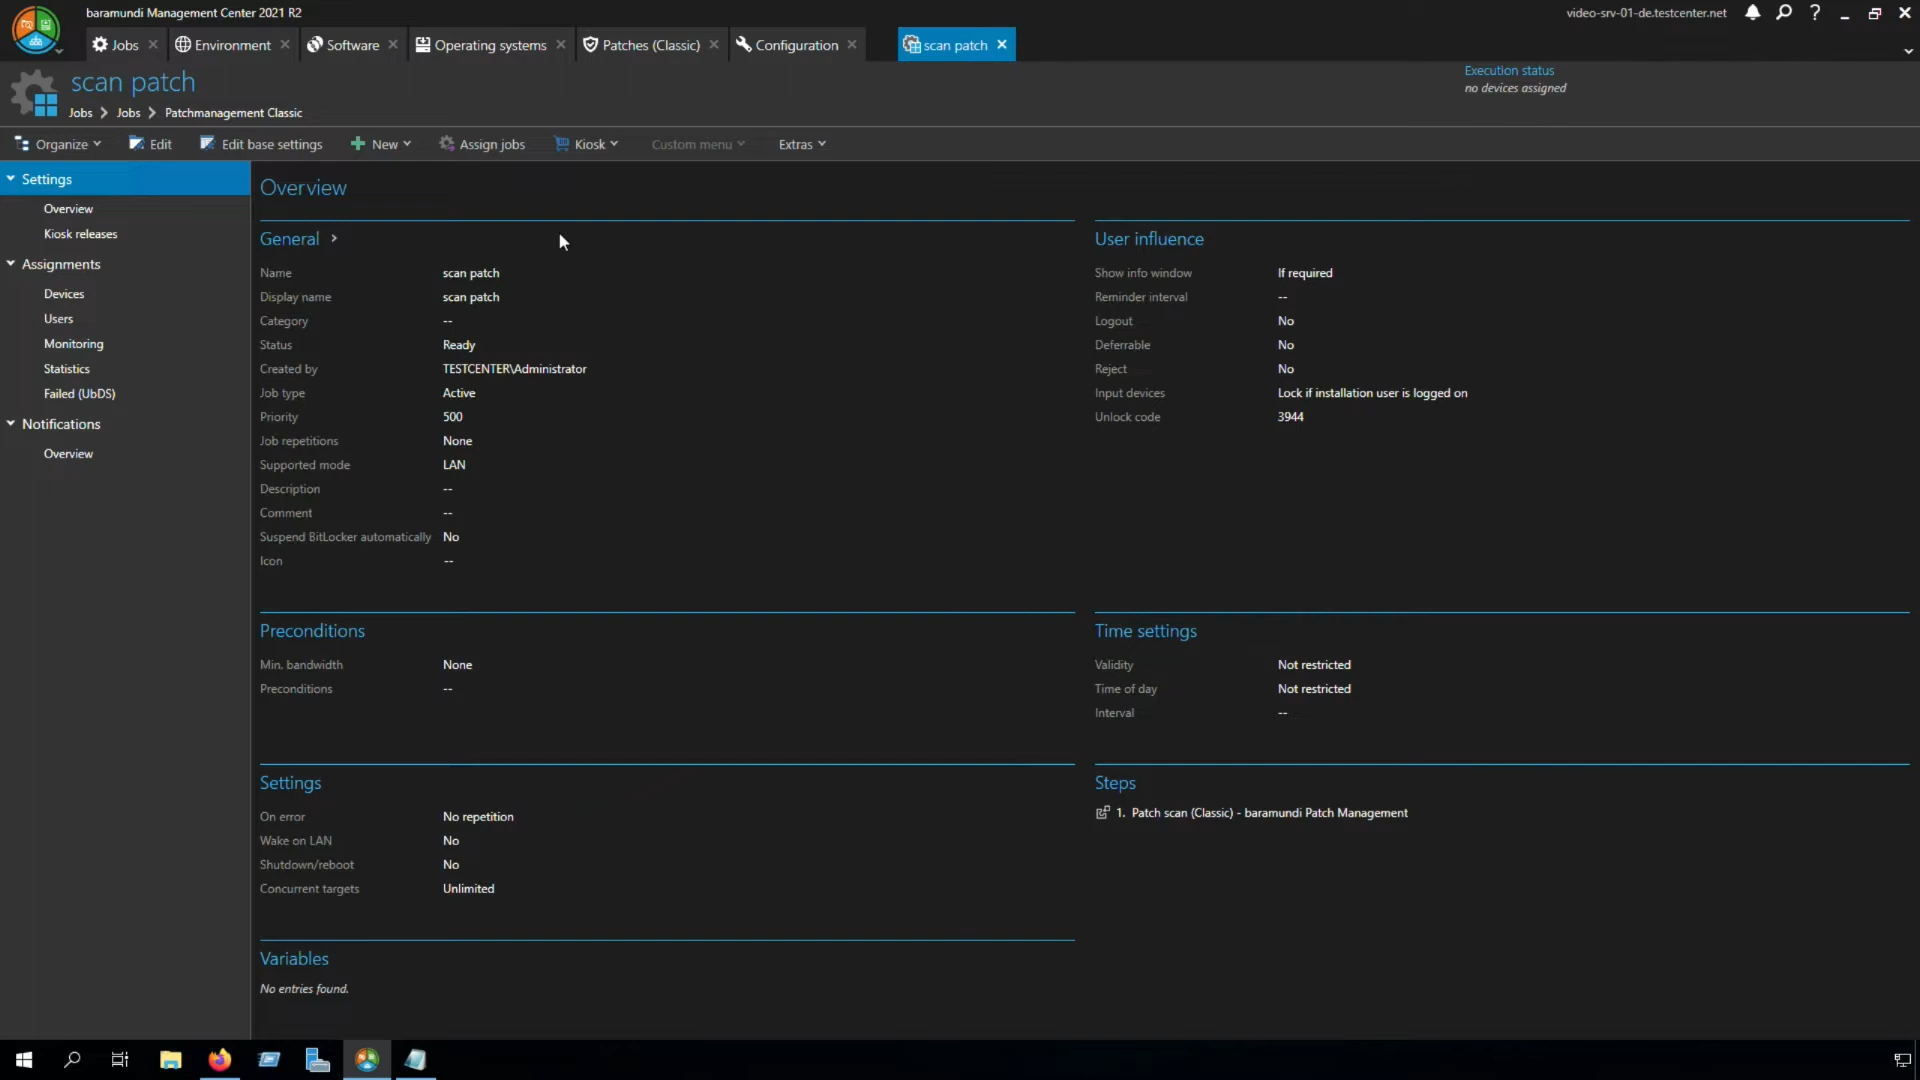 baramundi Management Center 2021 R2
video-srv-01-de.testcenter.net
Jobs
Environment
Software
Operating systems
Patches (Classic)
Configuration
scan patch
scan patch
Jobs > Jobs > Patchmanagement Classic
Execution status
no devices assigned
Organize
Edit
Edit base settings
New
Assign jobs
Kiosk
Custom menu
Extras
Settings
Overview
Kiosk releases
Assignments
Devices
Users
Monitoring
Statistics
Failed (UbDS)
Notifications
Overview
Overview
General >
Name scan patch
Display name scan patch
Category --
Status Ready
Created by TESTCENTER\Administrator
Job type Active
Priority 500
Job repetitions None
Supported mode LAN
Description --
Comment --
Suspend BitLocker automatically No
Icon --
User influence
Show info window If required
Reminder interval --
Logout No
Deferrable No
Reject No
Input devices Lock if installation user is logged on
Unlock code 3944
Preconditions
Min. bandwidth None
Preconditions --
Time settings
Validity Not restricted
Time of day Not restricted
Interval --
Settings
On error No repetition
Wake on LAN No
Shutdown/reboot No
Concurrent targets Unlimited
Steps
1. Patch scan (Classic) - baramundi Patch Management
Variables
No entries found.